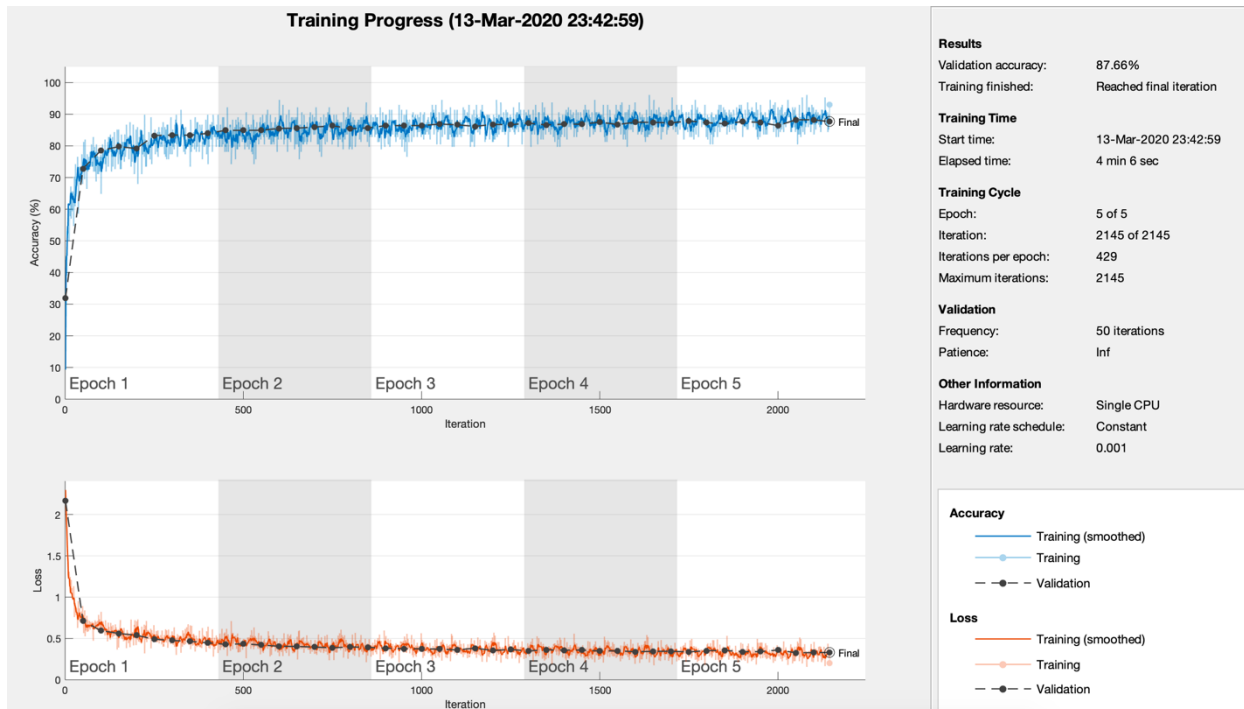 Training Progress (13-Mar-2020 23:42:59)
Accuracy (%)
100
90
80
70
60
50
40
30
20
10
0
Final
Epoch 1 Epoch 2 Epoch 3 Epoch 4 Epoch 5
0 500 1000 1500 2000
Iteration
Loss
2
1.5
1
0.5
0
Final
Epoch 1 Epoch 2 Epoch 3 Epoch 4 Epoch 5
0 500 1000 1500 2000
Iteration
Results
Validation accuracy: 87.66%
Training finished: Reached final iteration
Training Time
Start time: 13-Mar-2020 23:42:59
Elapsed time: 4 min 6 sec
Training Cycle
Epoch: 5 of 5
Iteration: 2145 of 2145
Iterations per epoch: 429
Maximum iterations: 2145
Validation
Frequency: 50 iterations
Patience: Inf
Other Information
Hardware resource: Single CPU
Learning rate schedule: Constant
Learning rate: 0.001
Accuracy
Training (smoothed)
Training
Validation
Loss
Training (smoothed)
Training
Validation